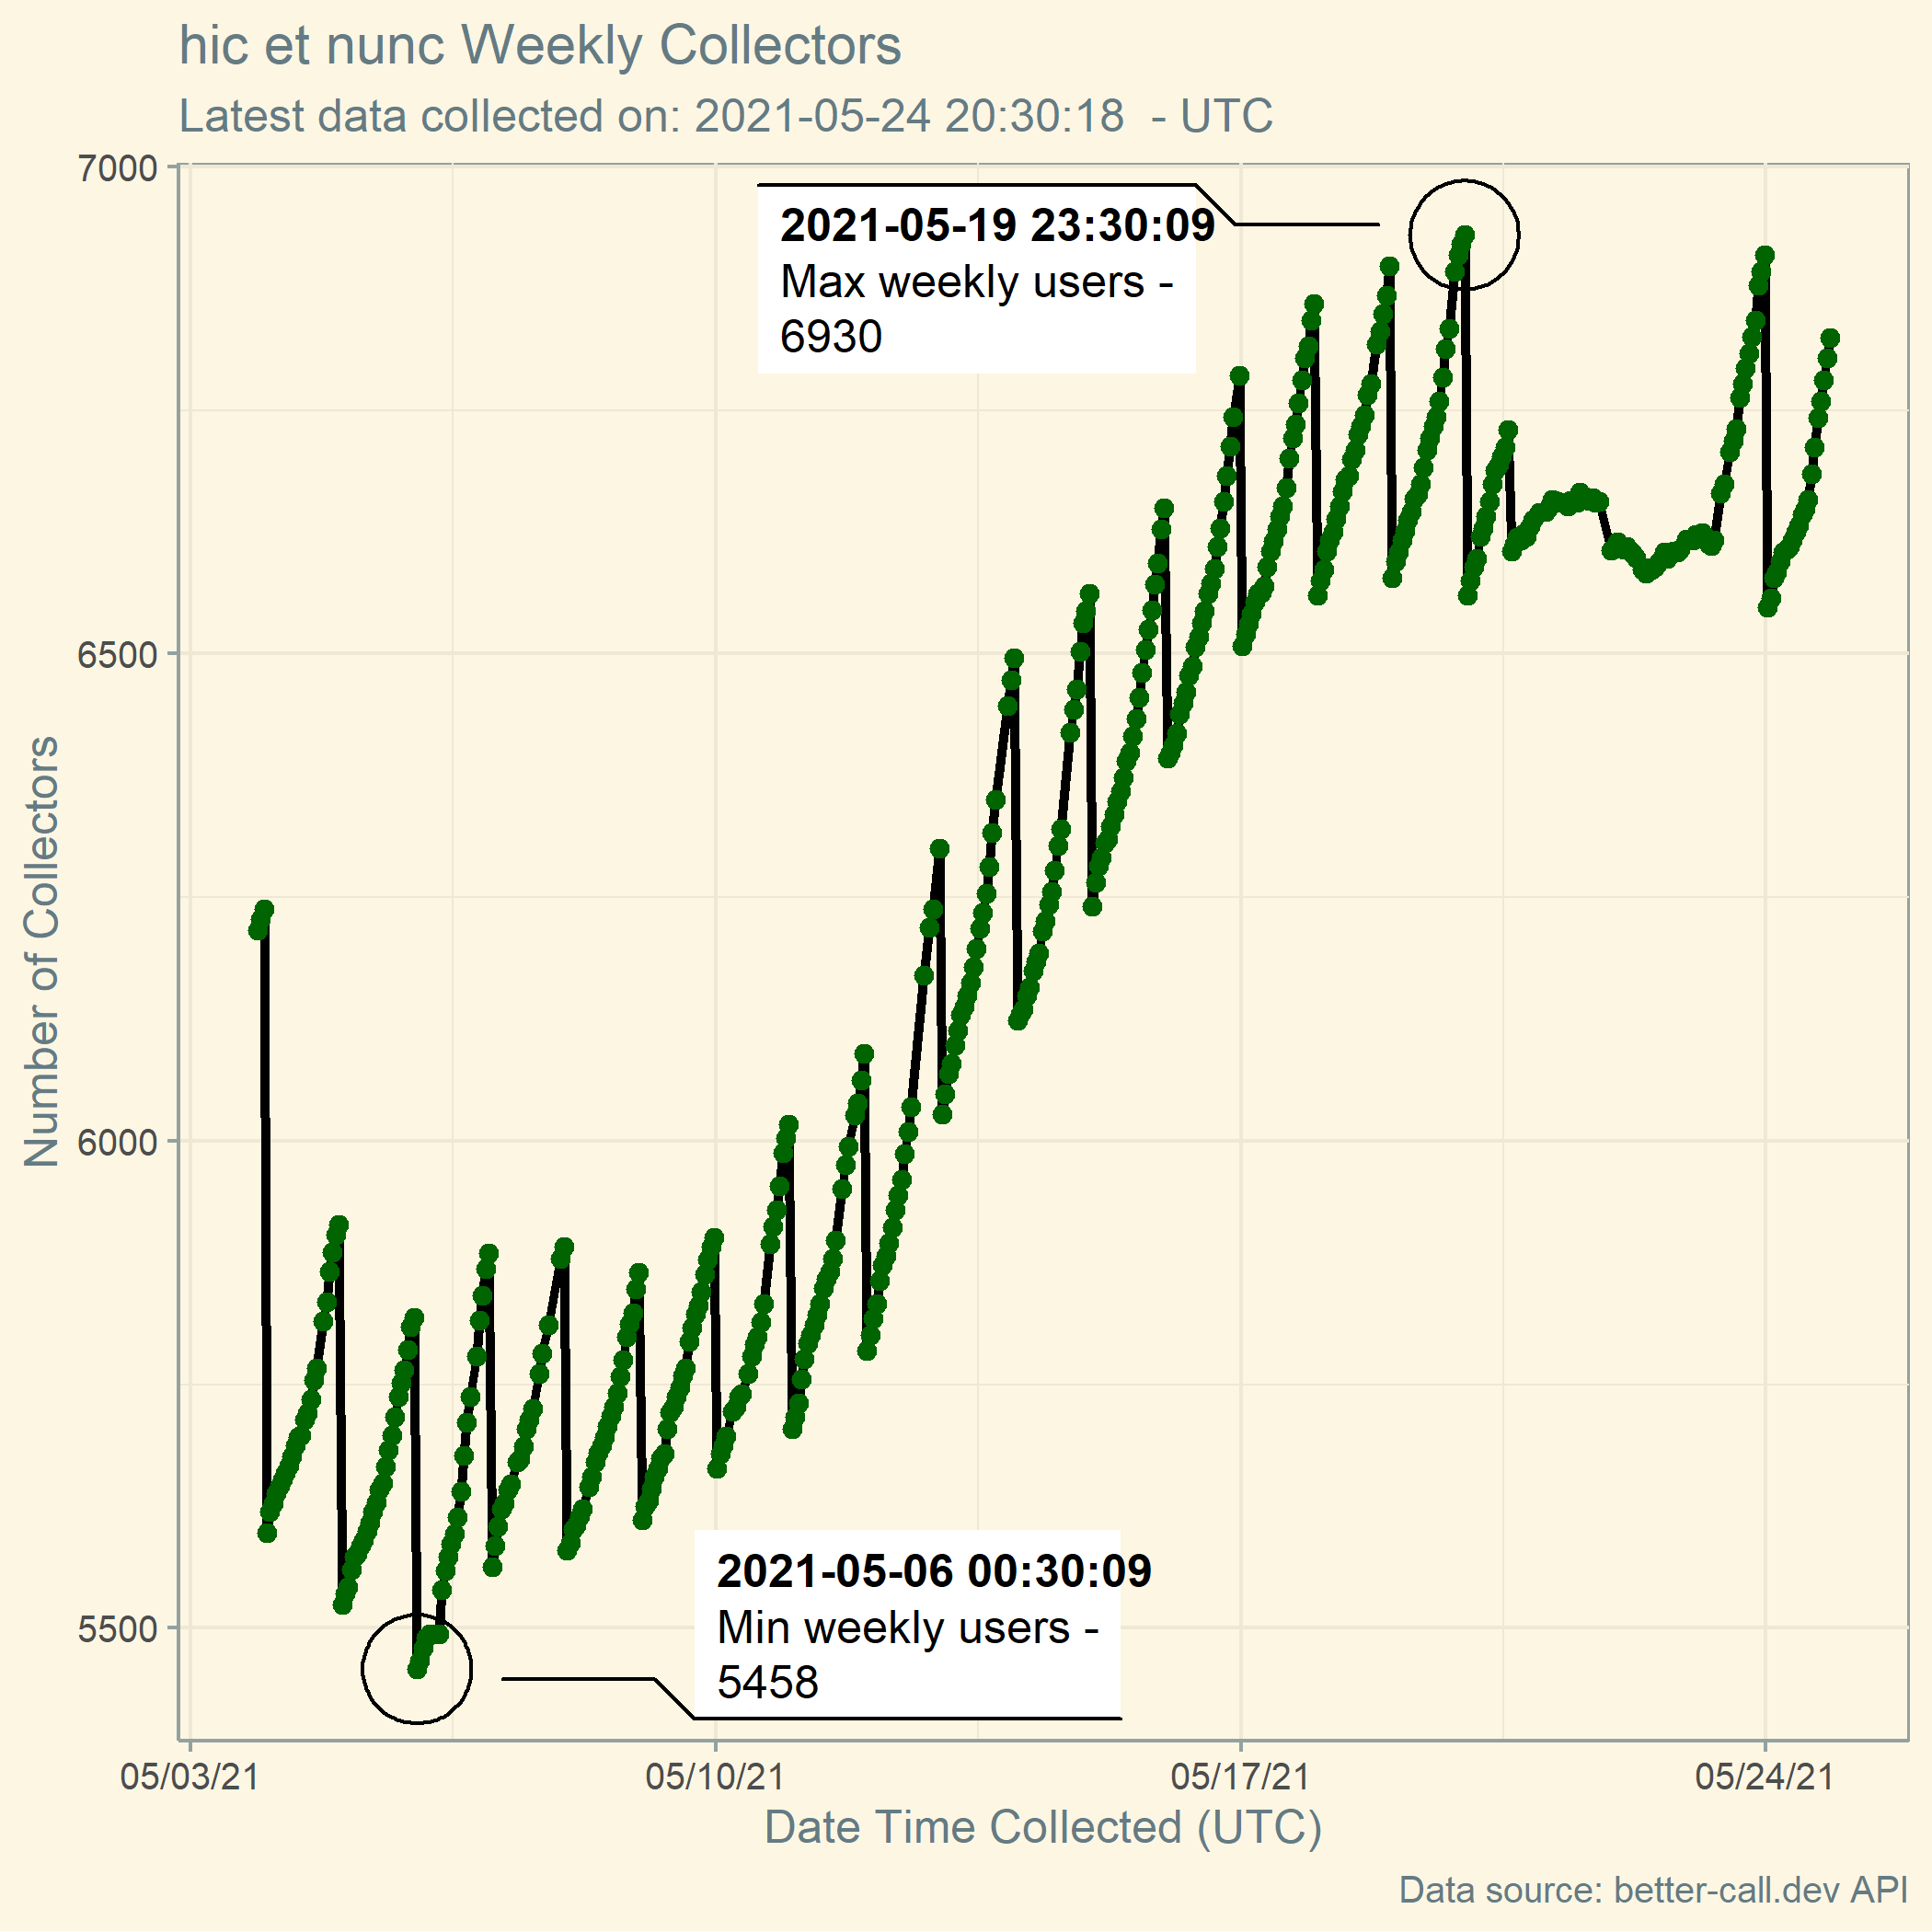 hic et nunc Weekly Collectors
Latest data collected on: 2021-05-24 20:30:18  - UTC
7000
6500
6000
5500
Number of Collectors
2021-05-19 23:30:09
Max weekly users -
6930
2021-05-06 00:30:09
Min weekly users -
5458
05/03/21
05/10/21
05/17/21
05/24/21
Date Time Collected (UTC)
Data source: better-call.dev API